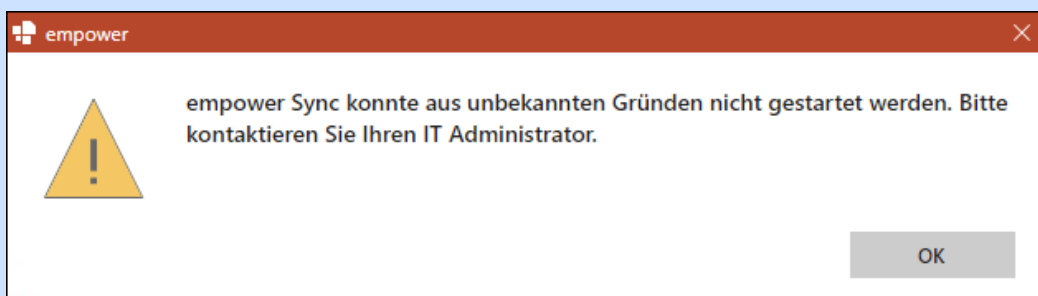 empower
empower Sync konnte aus unbekannten Gründen nicht gestartet werden. Bitte
kontaktieren Sie Ihren IT Administrator.
OK